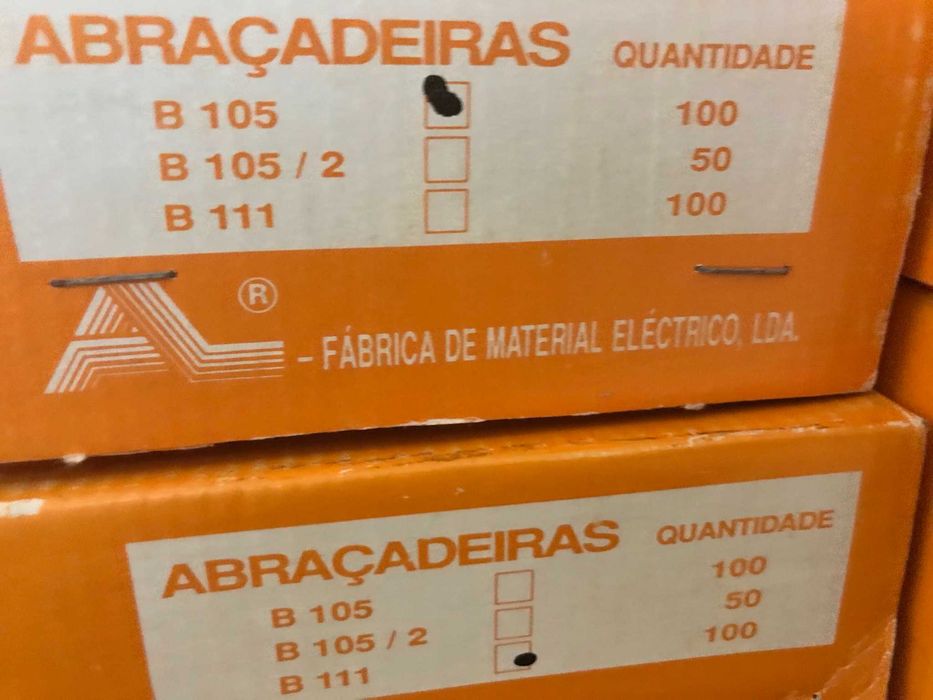 ABRAÇADEIRAS QUANTIDADE
B 105 100
B 105 / 2 50
B 111 100
AL ® – FÁBRICA DE MATERIAL ELÉCTRICO, LDA.
ABRAÇADEIRAS QUANTIDADE
B 105 100
B 105 / 2 50
B 111 100